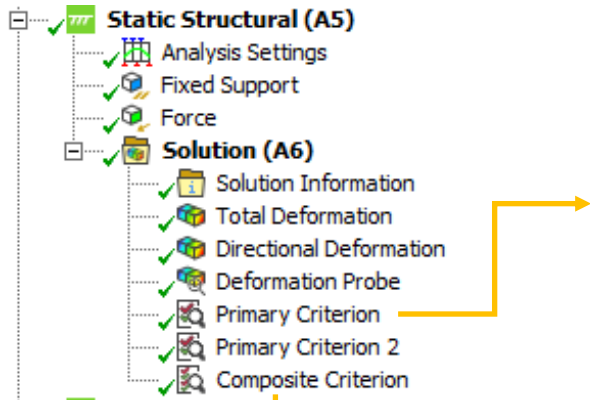 Static Structural (A5)
Analysis Settings
Fixed Support
Force
Solution (A6)
Solution Information
Total Deformation
Directional Deformation
Deformation Probe
Primary Criterion
Primary Criterion 2
Composite Criterion